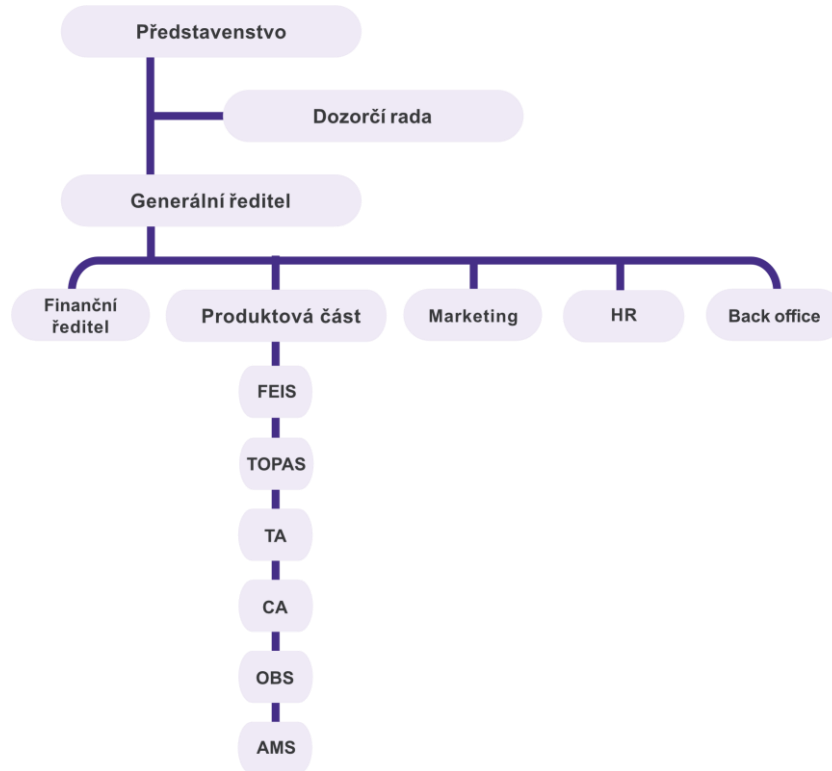 Představenstvo
Dozorčí rada
Generální ředitel
Finanční
ředitel
Produktová část
Marketing
HR
Back office
FEIS
TOPAS
TA
CA
OBS
AMS